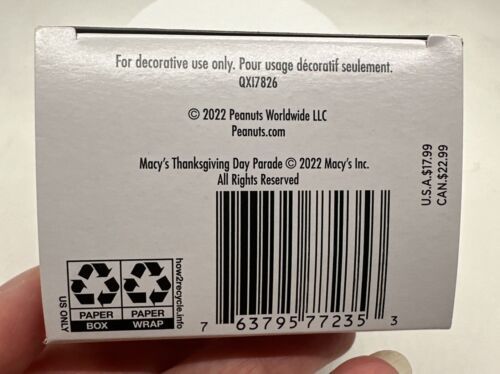 For decorative use only. Pour usage décoratif seulement.
QXI7826
© 2022 Peanuts Worldwide LLC
Peanuts.com
Macy's Thanksgiving Day Parade © 2022 Macy's Inc.
All Rights Reserved
U.S.A.$17.99
CAN.$22.99
how2recycle.info
PAPER
BOX
PAPER
WRAP
US ONLY
7 63795 77235 3